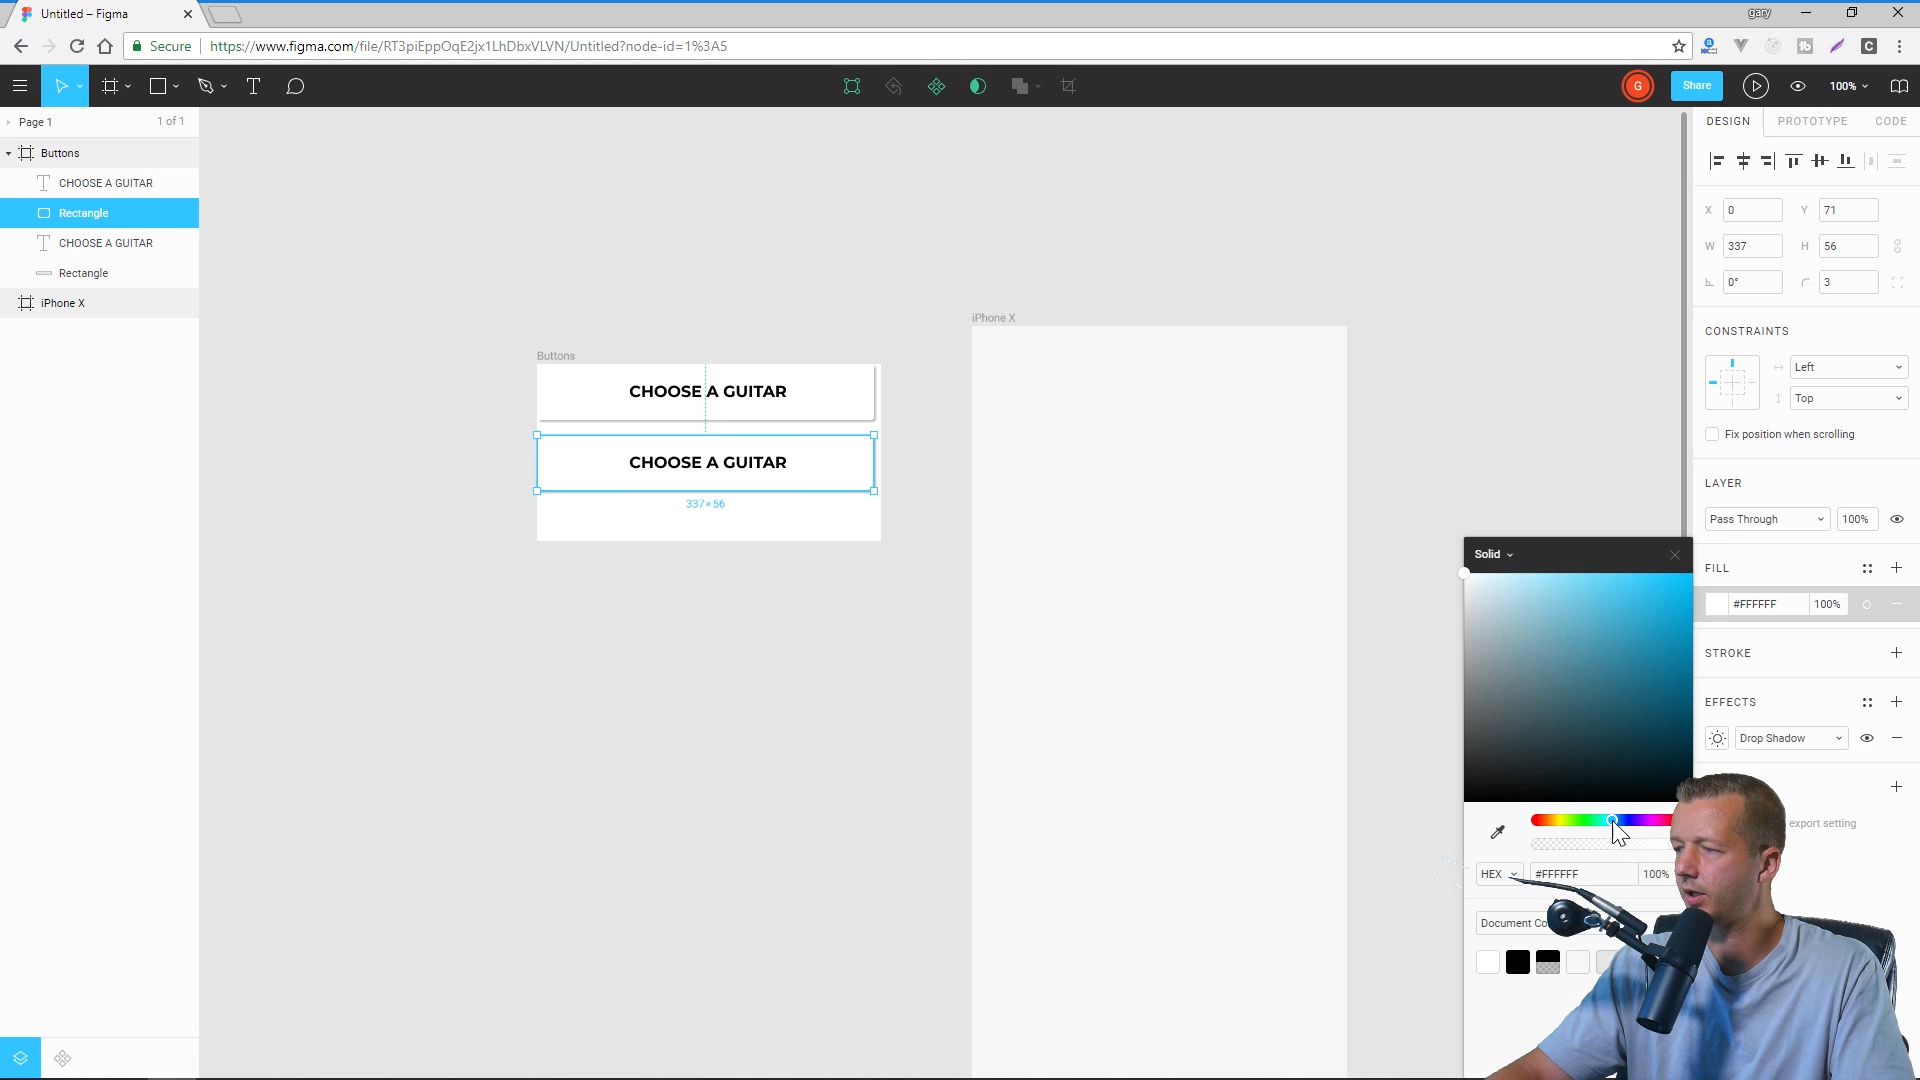 Untitled – Figma
gary
Secure
https://www.figma.com/file/RT3piEppOqE2jx1LhDbxVLVN/Untitled?node-id=1%3A5
G
Share
100%
Page 1
1 of 1
DESIGN
PROTOTYPE
CODE
Buttons
CHOOSE A GUITAR
Rectangle
CHOOSE A GUITAR
Rectangle
iPhone X
X
0
Y
71
W
337
H
56
0°
3
CONSTRAINTS
Left
Top
Fix position when scrolling
LAYER
Pass Through
100%
FILL
#FFFFFF
100%
STROKE
EFFECTS
Drop Shadow
export setting
iPhone X
Buttons
CHOOSE A GUITAR
CHOOSE A GUITAR
337×56
Solid
HEX
#FFFFFF
100%
Document